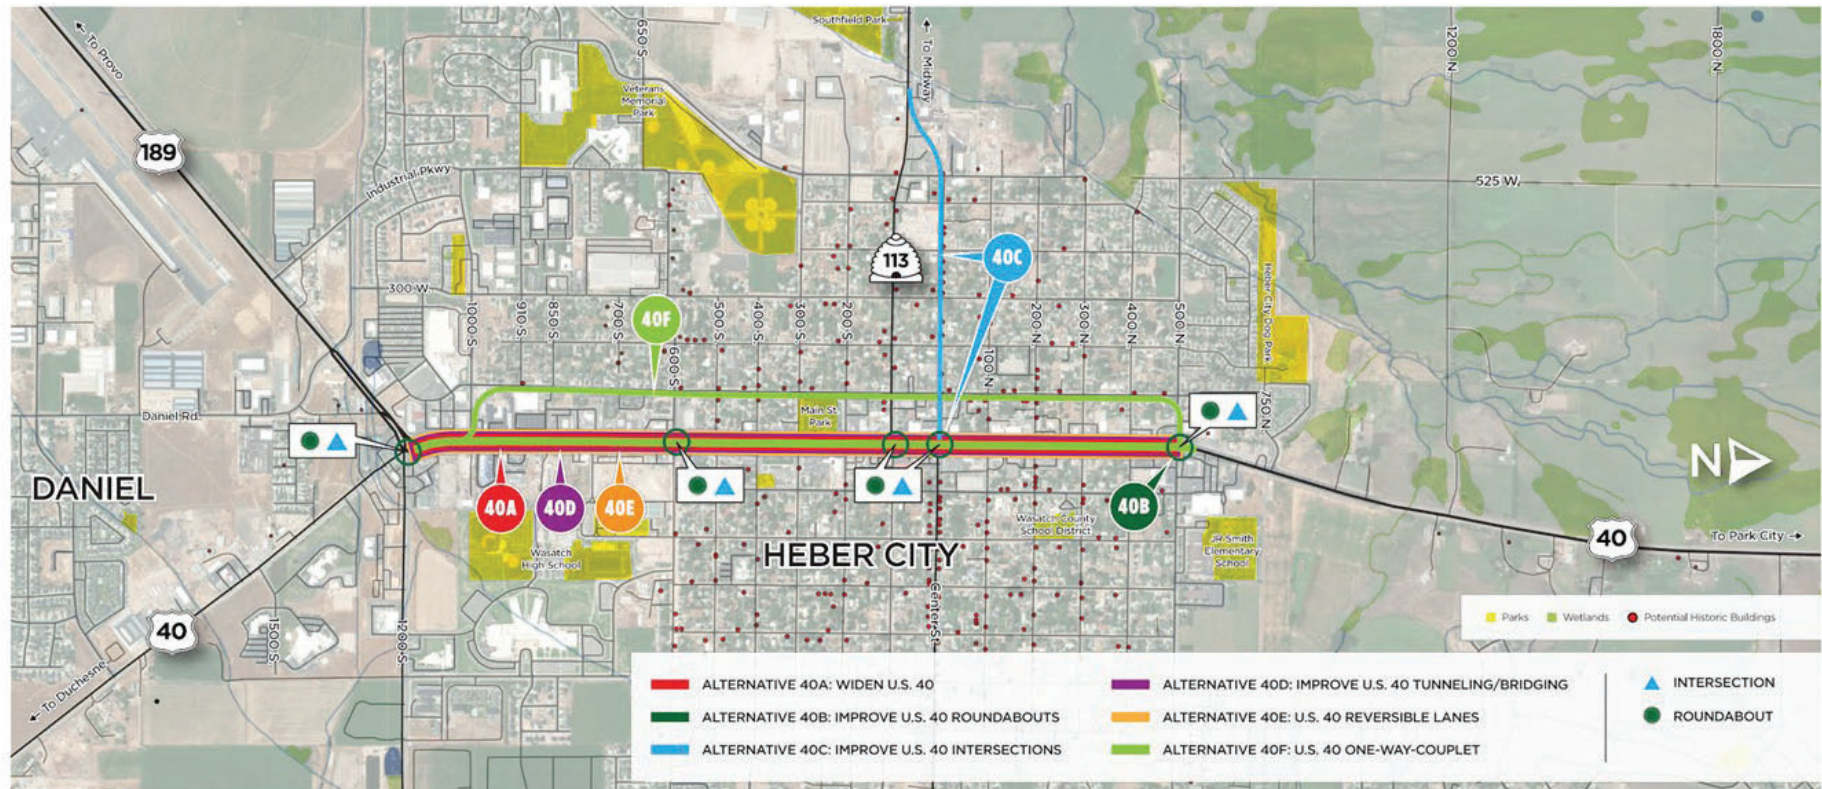 To Provo
189
Industrial Pkwy
650 S
Southfield Park
To Midway
1200 N
1800 N
Veterans
Memorial
Park
525 W.
300 W
1000 S
910 S
850 S
700 S
40F
600 S
500 S
400 S
300 S
200 S
113
40C
100 N
200 N
300 N
400 N
500 N
Heber City Dog Park
750 N
Daniel Rd.
Main St.
Park
DANIEL
40A
40D
40E
40B
Wasatch
High School
HEBER CITY
Wasatch County
School District
JR Smith
Elementary
School
N
40
To Park City
40
To Duchesne
1500 S
1200 S
Center St.
Parks
Wetlands
Potential Historic Buildings
ALTERNATIVE 40A: WIDEN U.S. 40
ALTERNATIVE 40B: IMPROVE U.S. 40 ROUNDABOUTS
ALTERNATIVE 40C: IMPROVE U.S. 40 INTERSECTIONS
ALTERNATIVE 40D: IMPROVE U.S. 40 TUNNELING/BRIDGING
ALTERNATIVE 40E: U.S. 40 REVERSIBLE LANES
ALTERNATIVE 40F: U.S. 40 ONE-WAY-COUPLET
INTERSECTION
ROUNDABOUT